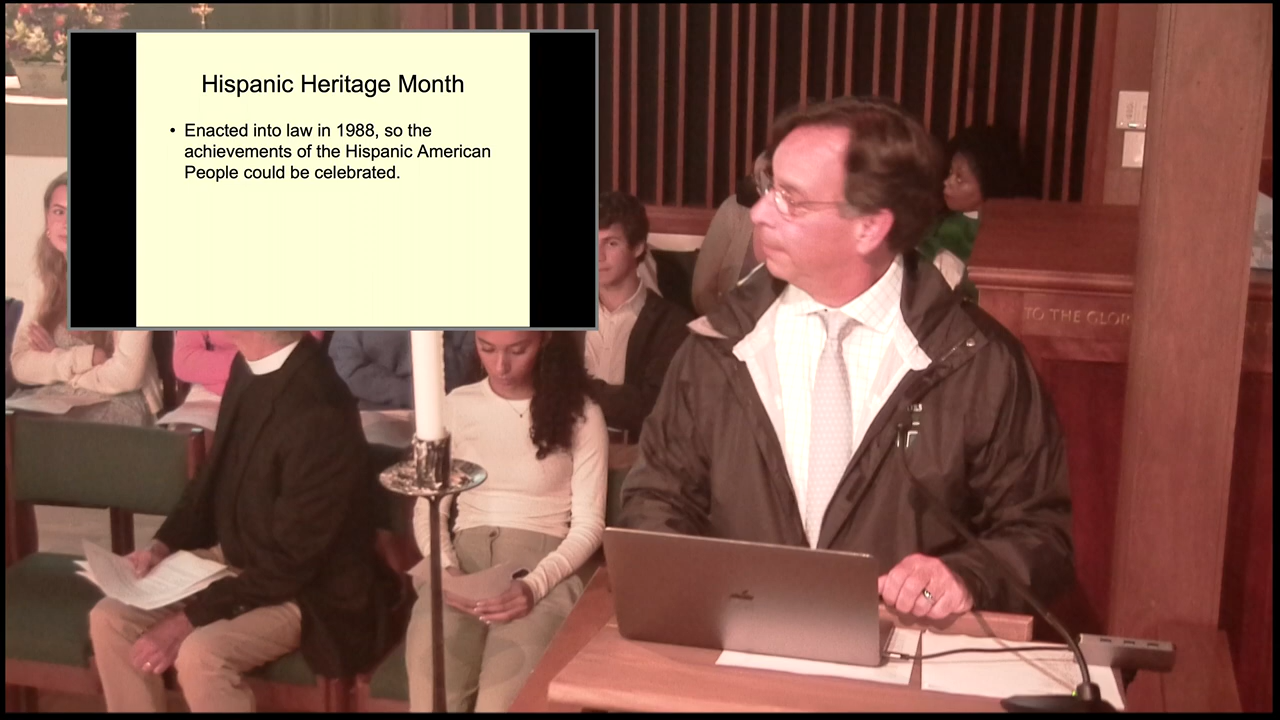 Hispanic Heritage Month
• Enacted into law in 1988, so the
achievements of the Hispanic American
People could be celebrated.
TO THE GLOR